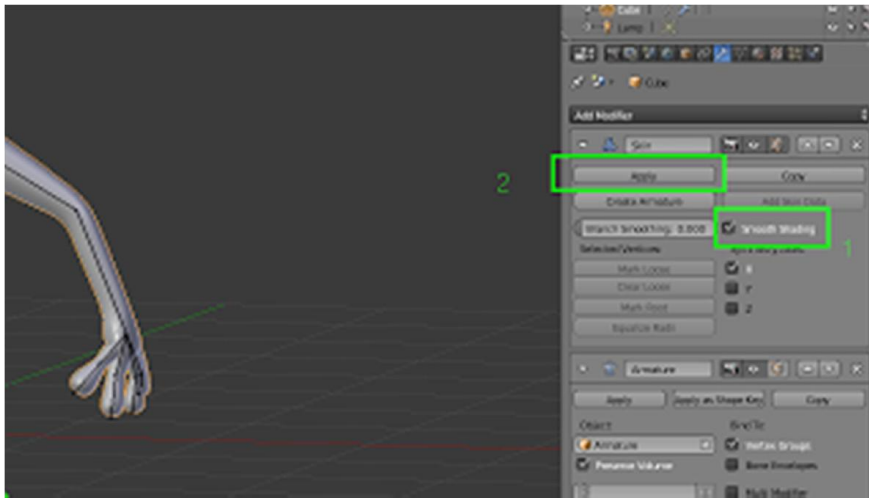 Cube
Lamp
Cube
Add Modifier
Skin
Apply
Copy
2
Create Armature
Add Skin Data
Branch Smoothing: 0.000
Smooth Shading
1
Selected Vertices:
Symmetry Axes:
Mark Loose
X
Clear Loose
Y
Mark Root
Z
Equalize Radii
Armature
Apply
Apply as Shape Key
Copy
Object:
Bind To:
Armature
Vertex Groups
Preserve Volume
Bone Envelopes
Multi Modifier